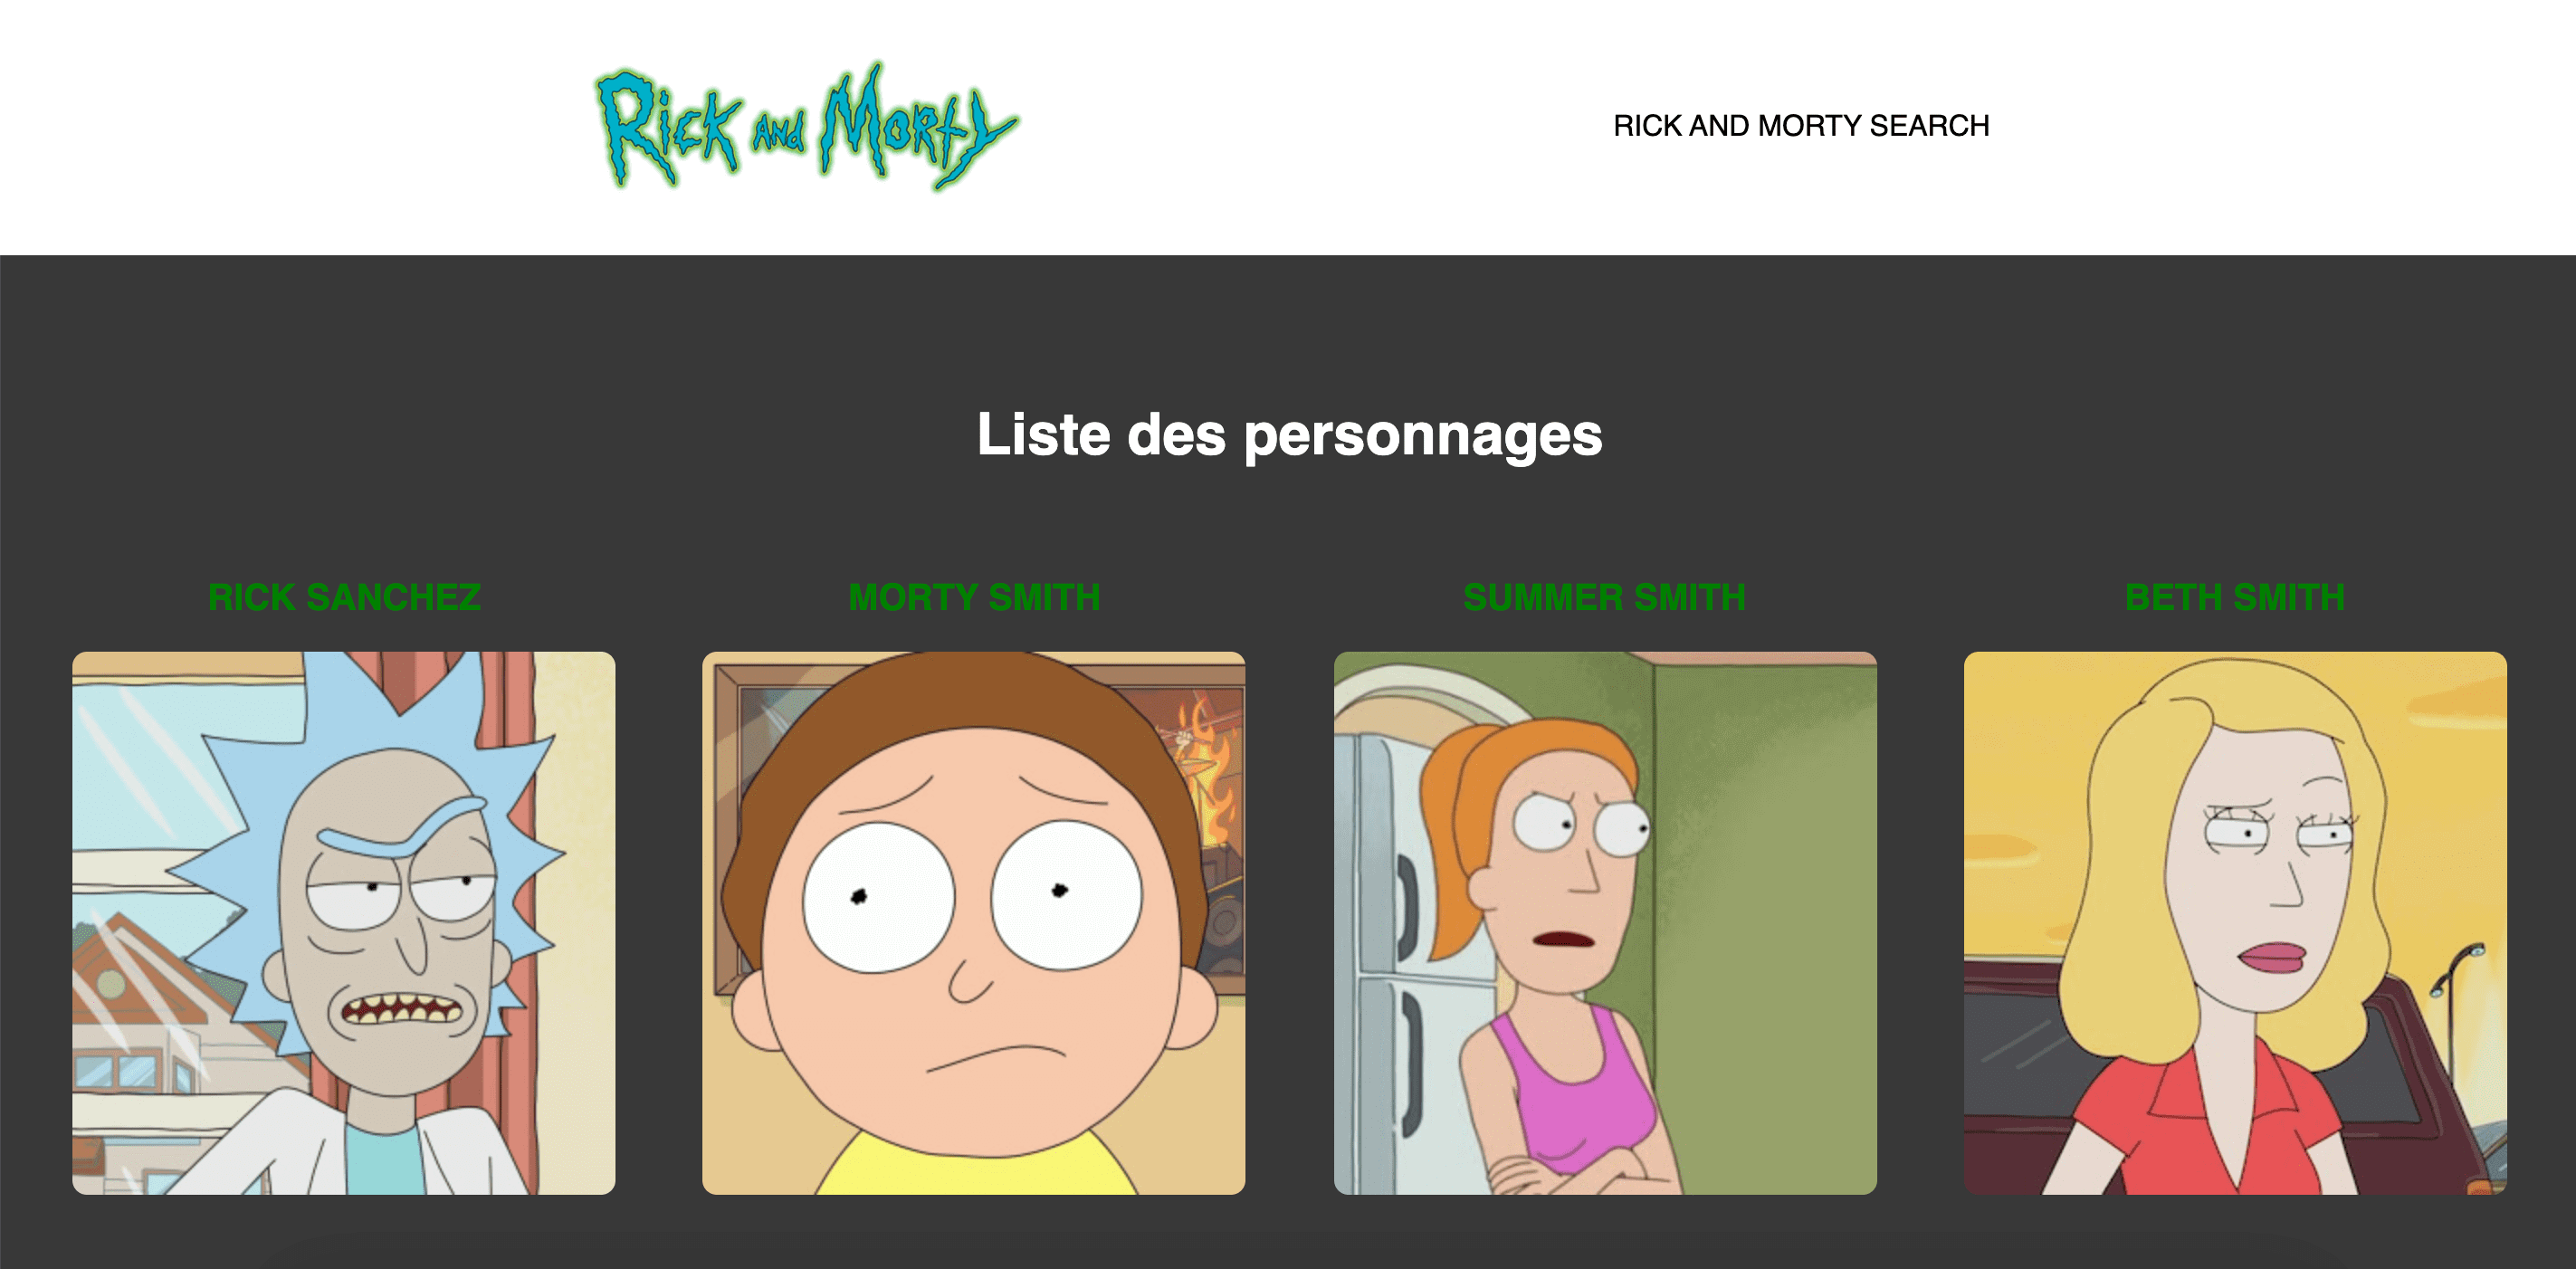 Rick and Morty
RICK AND MORTY SEARCH
Liste des personnages
RICK SANCHEZ
MORTY SMITH
SUMMER SMITH
BETH SMITH